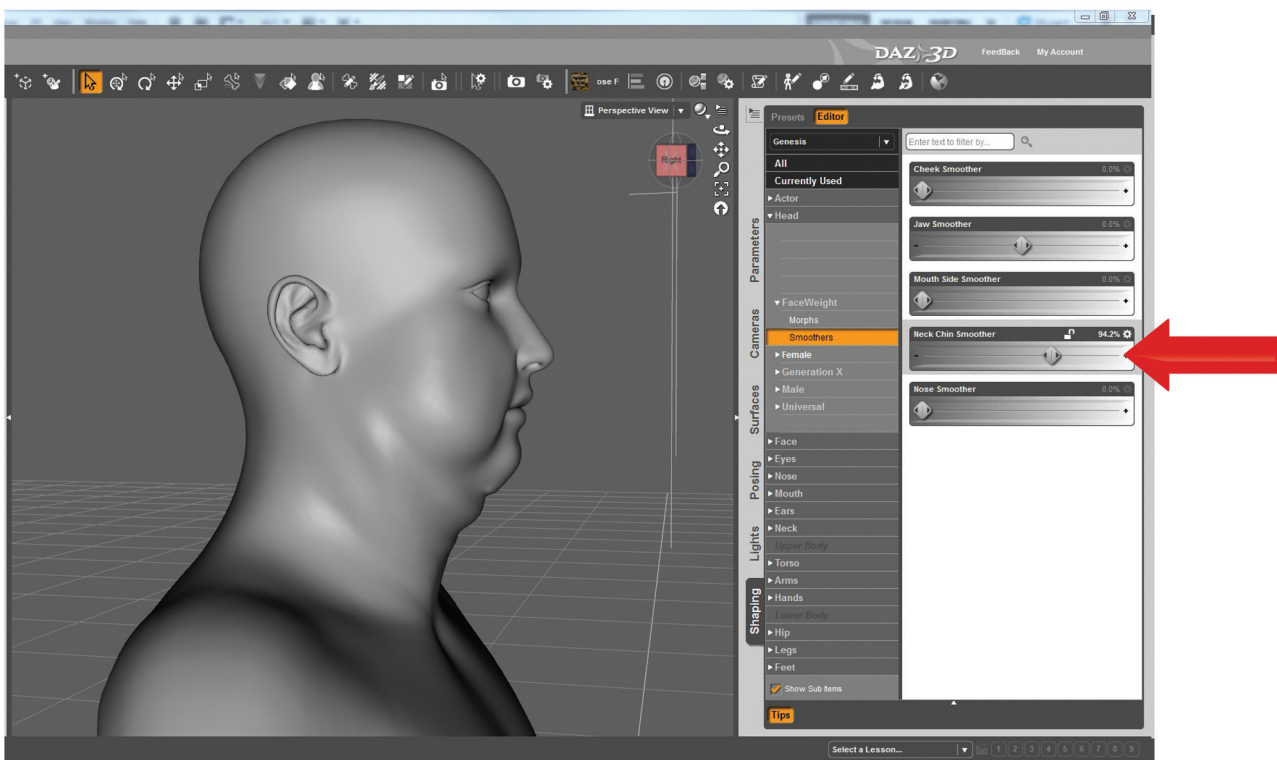 DAZ 3D FeedBack My Account
ose F
Perspective View
Right
Parameters
Cameras
Surfaces
Posing
Lights
Shaping
Presets Editor
Genesis
All
Currently Used
Actor
Head
FaceWeight
Morphs
Smoothers
Female
Generation X
Male
Universal
Face
Eyes
Nose
Mouth
Ears
Neck
Upper Body
Torso
Arms
Hands
Lower Body
Hip
Legs
Feet
Show Sub Items
Tips
Enter text to filter by...
Cheek Smoother 0.0%
Jaw Smoother 0.0%
Mouth Side Smoother 0.0%
Neck Chin Smoother 94.2%
Nose Smoother 0.0%
Select a Lesson... 1 2 3 4 5 6 7 8 9